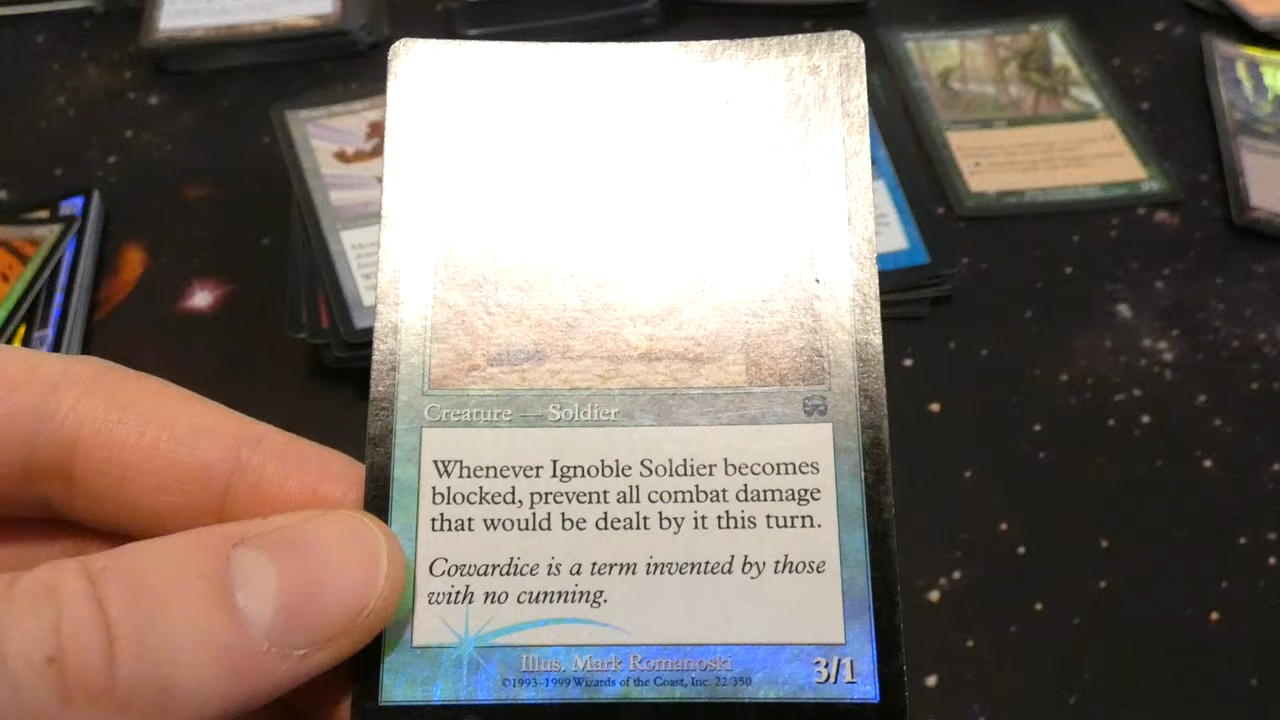 2
Creature — Soldier
Whenever Ignoble Soldier becomes
blocked, prevent all combat damage
that would be dealt by it this turn.
Cowardice is a term invented by those
with no cunning.
Illus. Mark Romanoski
©1993-1999 Wizards of the Coast, Inc. 22/350
3/1